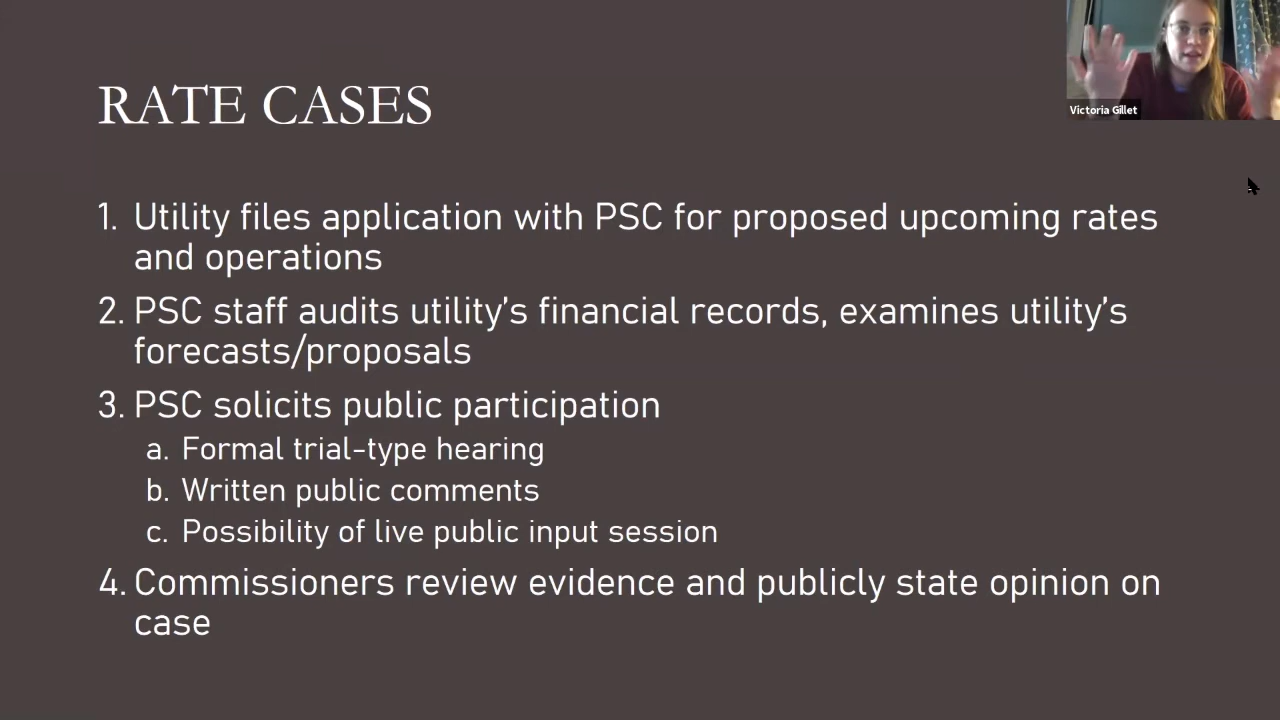 RATE CASES
Victoria Gillet
1. Utility files application with PSC for proposed upcoming rates
and operations
2. PSC staff audits utility's financial records, examines utility's
forecasts/proposals
3. PSC solicits public participation
a. Formal trial-type hearing
b. Written public comments
c. Possibility of live public input session
4. Commissioners review evidence and publicly state opinion on
case